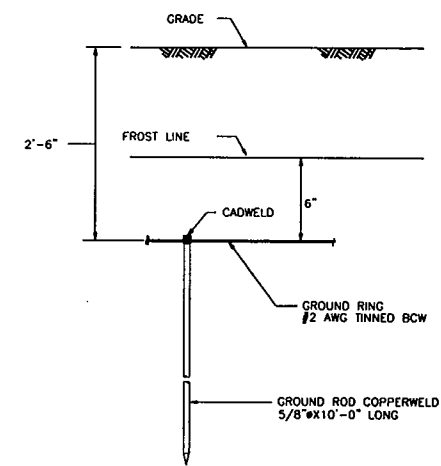 GRADE
2'-6"
FROST LINE
6"
CADWELD
GROUND RING
#2 AWG TINNED BCW
GROUND ROD COPPERWELD
5/8"øX10'-0" LONG